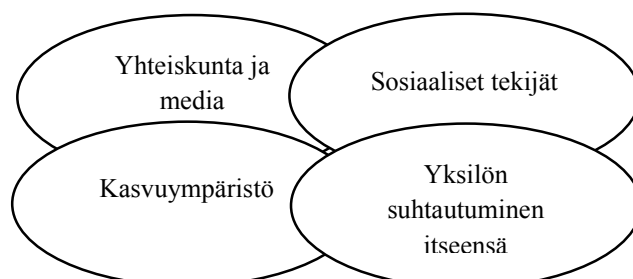 Yhteiskunta ja
media
Sosiaaliset tekijät
Kasvuympäristö
Yksilön
suhtautuminen
itseensä